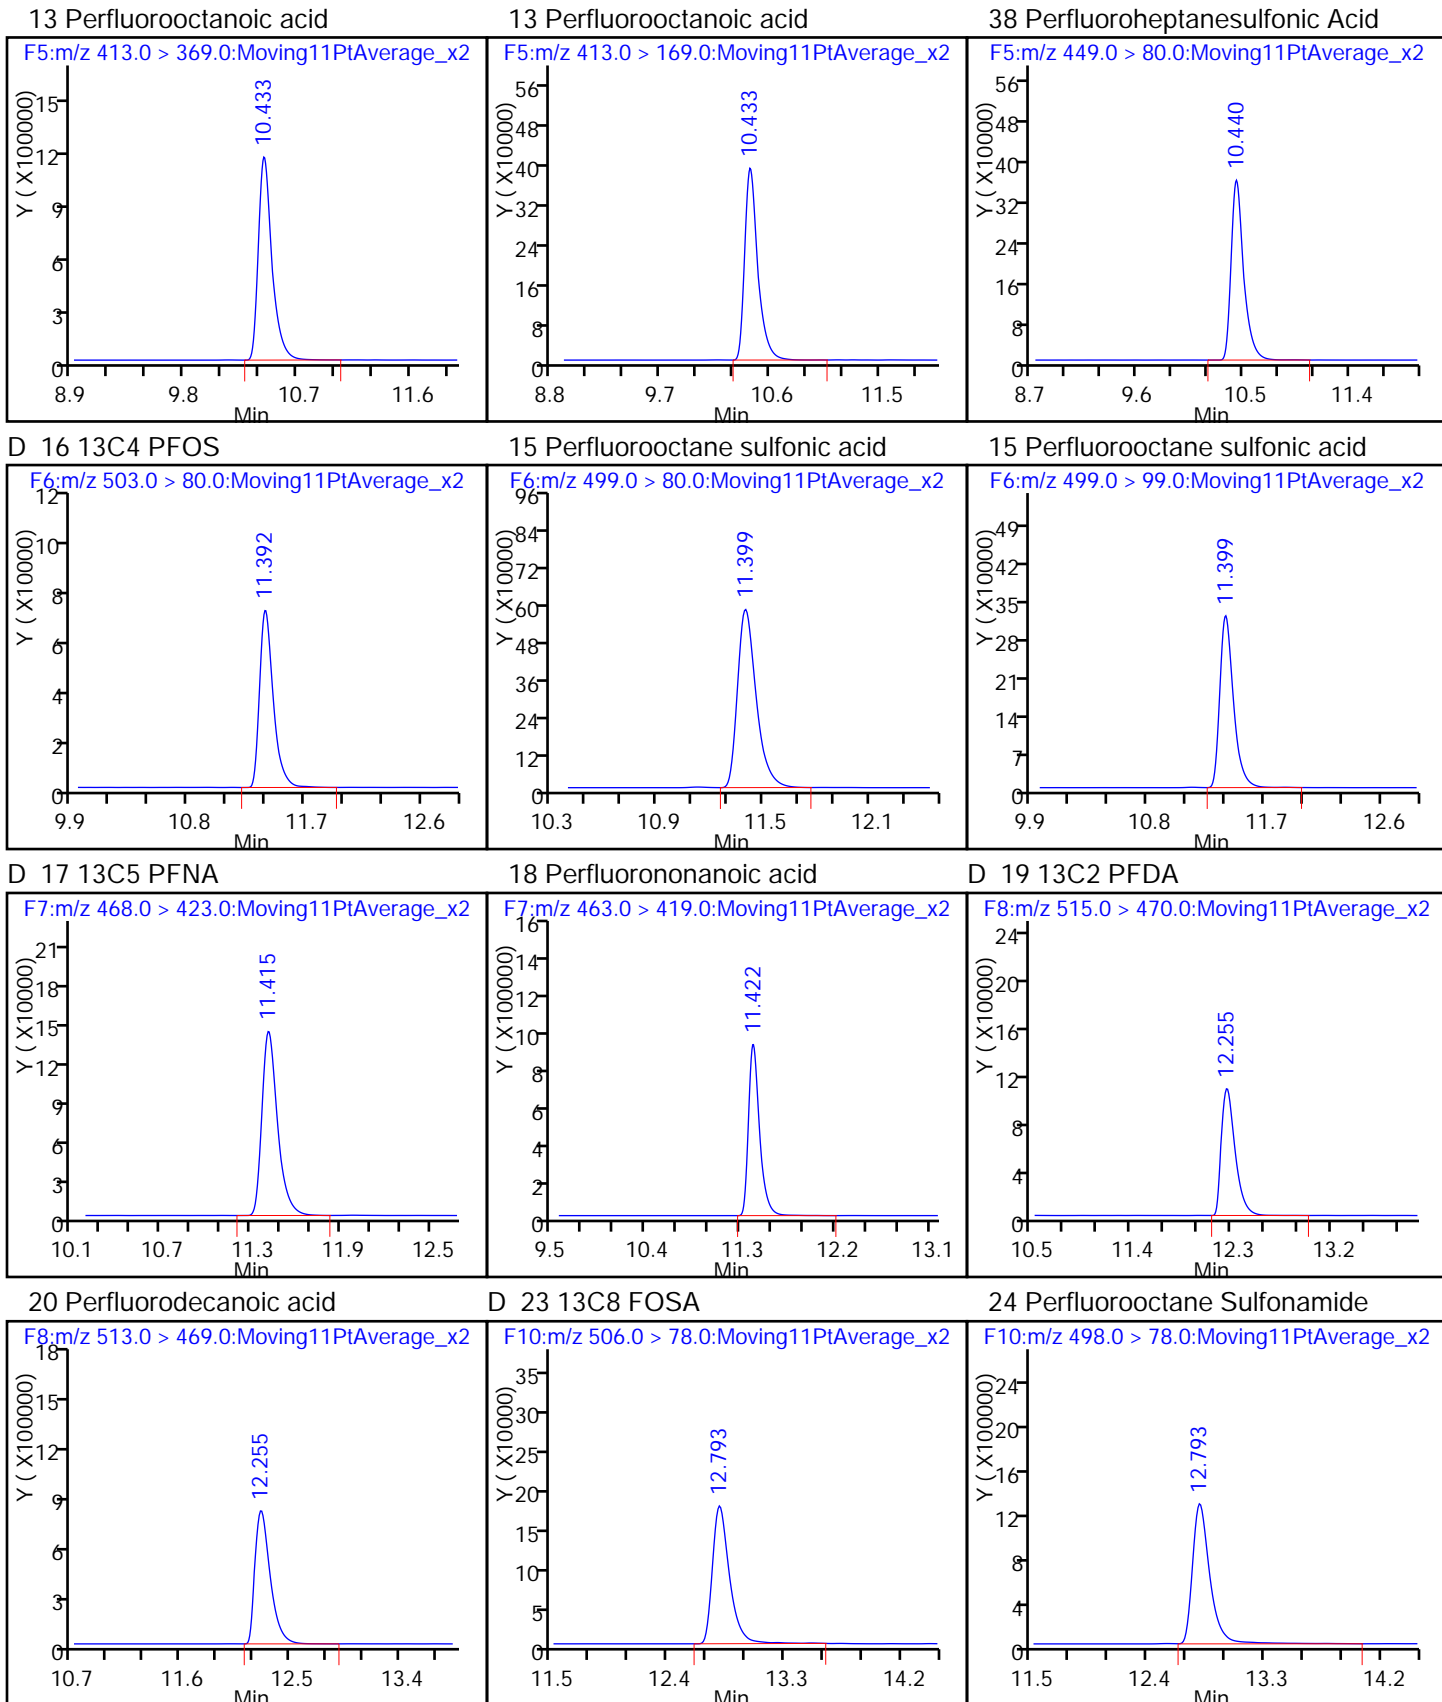 13 Perfluorooctanoic acid
F5:m/z 413.0 > 369.0:Moving11PtAverage_x2
Y ( X100000)
15
12
9
6
3
0
10.433
8.9 9.8 10.7 11.6
Min
13 Perfluorooctanoic acid
F5:m/z 413.0 > 169.0:Moving11PtAverage_x2
Y ( X10000)
56
48
40
32
24
16
8
0
10.433
8.8 9.7 10.6 11.5
Min
38 Perfluoroheptanesulfonic Acid
F5:m/z 449.0 > 80.0:Moving11PtAverage_x2
Y ( X10000)
56
48
40
32
24
16
8
0
10.440
8.7 9.6 10.5 11.4
Min
D 16 13C4 PFOS
F6:m/z 503.0 > 80.0:Moving11PtAverage_x2
Y ( X10000)
12
10
8
6
4
2
0
11.392
9.9 10.8 11.7 12.6
Min
15 Perfluorooctane sulfonic acid
F6:m/z 499.0 > 80.0:Moving11PtAverage_x2
Y ( X10000)
96
84
72
60
48
36
24
12
0
11.399
10.3 10.9 11.5 12.1
Min
15 Perfluorooctane sulfonic acid
F6:m/z 499.0 > 99.0:Moving11PtAverage_x2
Y ( X10000)
49
42
35
28
21
14
7
0
11.399
9.9 10.8 11.7 12.6
Min
D 17 13C5 PFNA
F7:m/z 468.0 > 423.0:Moving11PtAverage_x2
Y ( X10000)
21
18
15
12
9
6
3
0
11.415
10.1 10.7 11.3 11.9 12.5
Min
18 Perfluorononanoic acid
F7:m/z 463.0 > 419.0:Moving11PtAverage_x2
Y ( X100000)
16
14
12
10
8
6
4
2
0
11.422
9.5 10.4 11.3 12.2 13.1
Min
D 19 13C2 PFDA
F8:m/z 515.0 > 470.0:Moving11PtAverage_x2
Y ( X10000)
24
20
16
12
8
4
0
12.255
10.5 11.4 12.3 13.2
Min
20 Perfluorodecanoic acid
F8:m/z 513.0 > 469.0:Moving11PtAverage_x2
Y ( X100000)
18
15
12
9
6
3
0
12.255
10.7 11.6 12.5 13.4
Min
D 23 13C8 FOSA
F10:m/z 506.0 > 78.0:Moving11PtAverage_x2
Y ( X10000)
35
30
25
20
15
10
5
0
12.793
11.5 12.4 13.3 14.2
Min
24 Perfluorooctane Sulfonamide
F10:m/z 498.0 > 78.0:Moving11PtAverage_x2
Y ( X100000)
24
20
16
12
8
4
0
12.793
11.5 12.4 13.3 14.2
Min